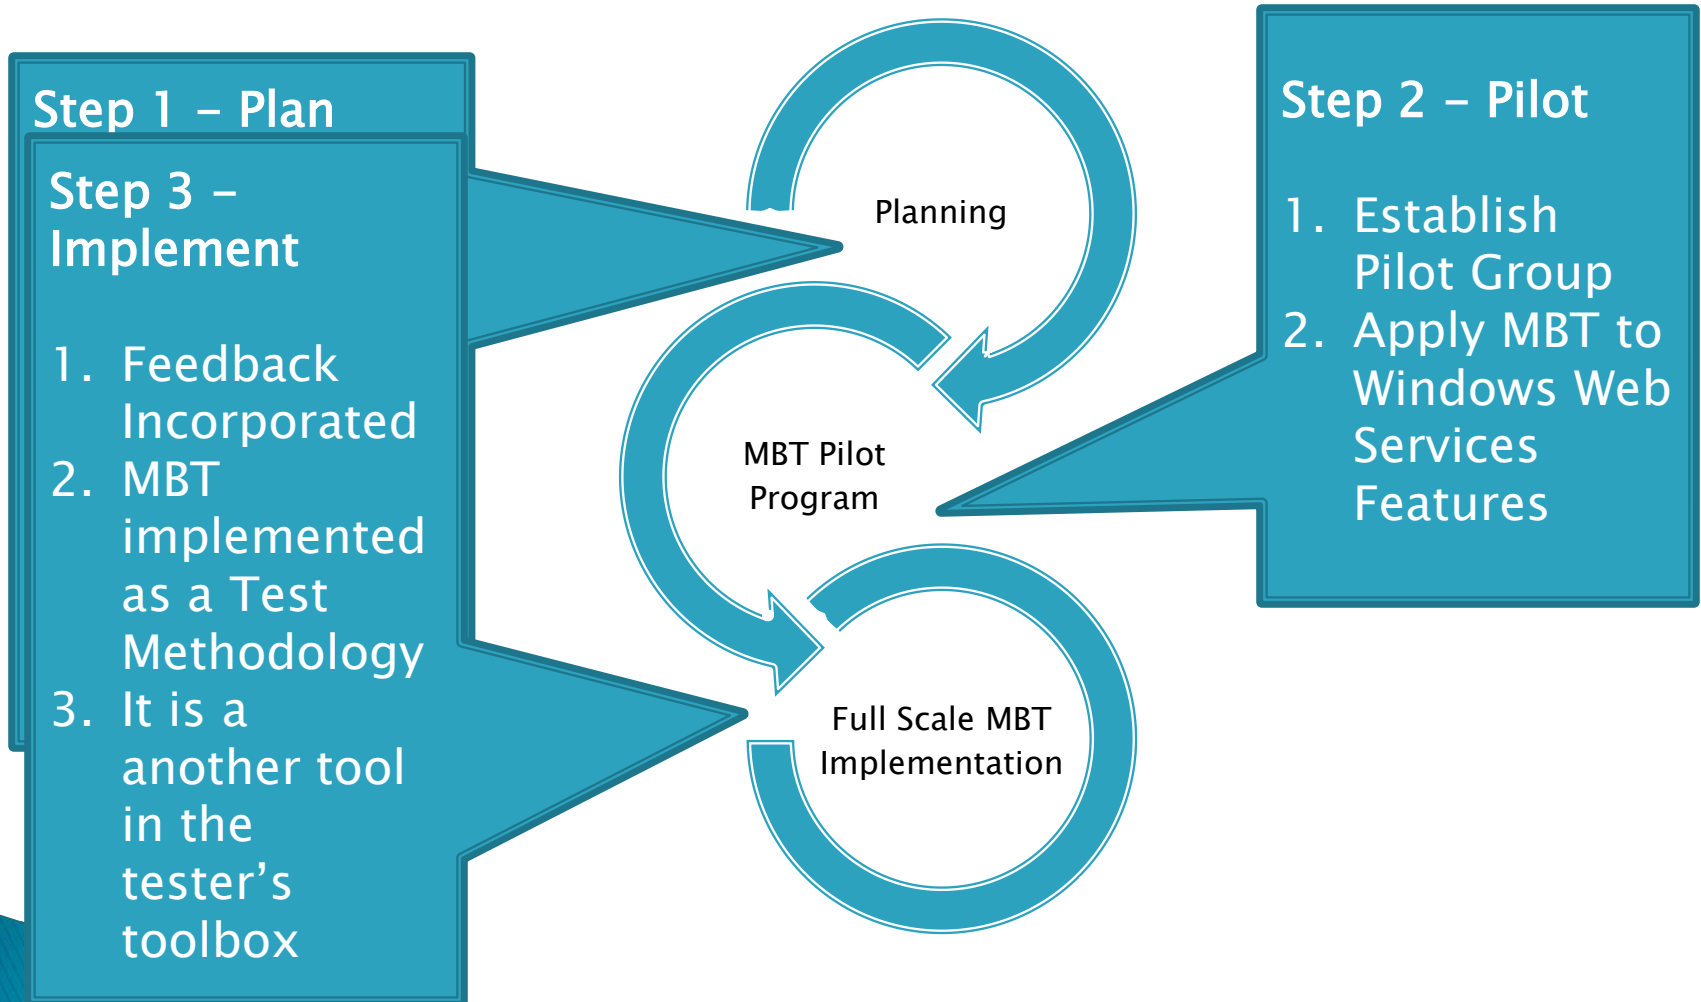 Step 1 – Plan
Step 3 –
Implement
1. Feedback
Incorporated
2. MBT
implemented
as a Test
Methodology
3. It is a
another tool
in the
tester’s
toolbox
Planning
MBT Pilot
Program
Full Scale MBT
Implementation
Step 2 – Pilot
1. Establish
Pilot Group
2. Apply MBT to
Windows Web
Services
Features